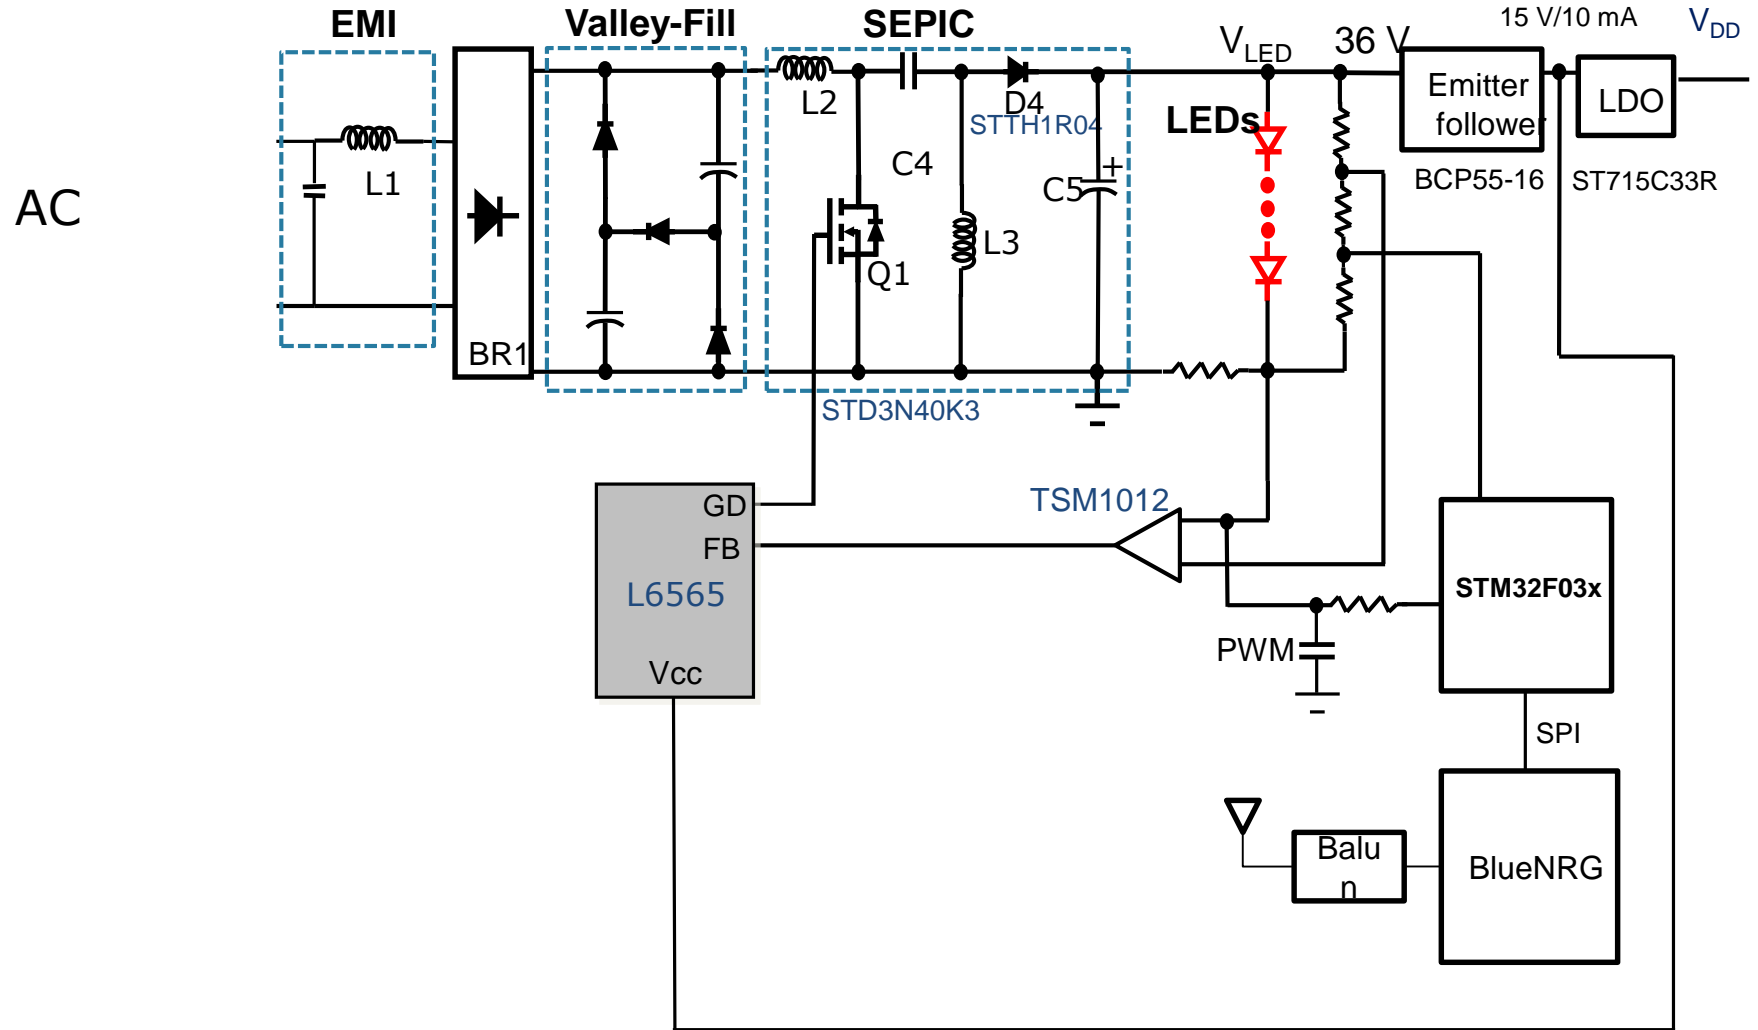 EMI
Valley-Fill
SEPIC
15 V/10 mA
VDD
VLED
36 V
L2
D4
STTH1R04
LEDs
Emitter
follower
LDO
L1
C4
C5
+
BCP55-16
ST715C33R
AC
L3
Q1
BR1
STD3N40K3
GD
FB
L6565
Vcc
TSM1012
STM32F03x
PWM
SPI
Balu
n
BlueNRG